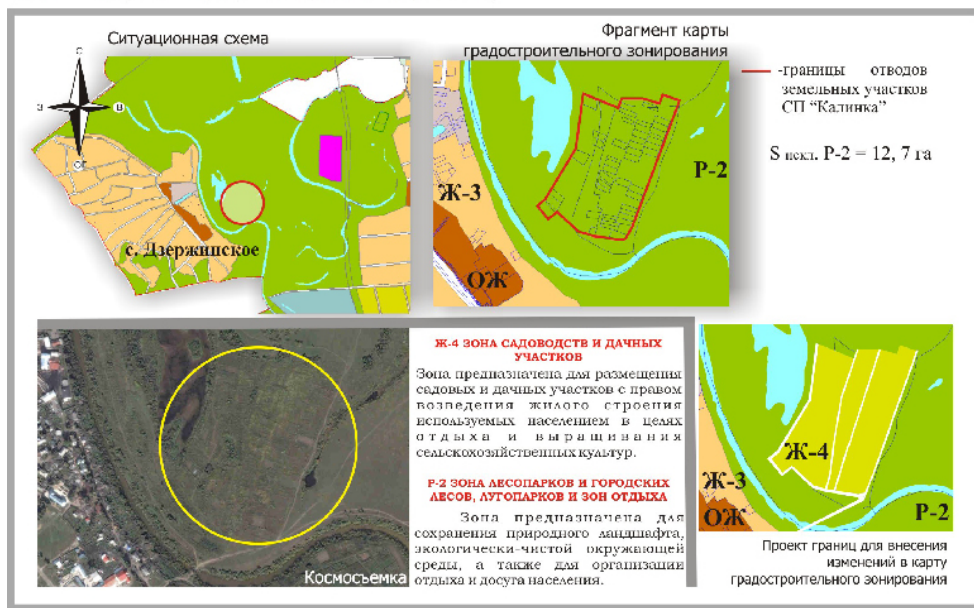 Ситуационная схема
С
З
В
с. Дзержинское
Фрагмент карты
градостроительного зонирования
Ж-3
ОЖ
Р-2
-границы отводов
земельных участков
СП “Калинка”
S искл. Р-2 = 12, 7 га
Космосъемка
Ж-4 ЗОНА САДОВОДСТВ И ДАЧНЫХ
УЧАСТКОВ
Зона предназначена для размещения
садовых и дачных участков с правом
возведения жилого строения
используемых населением в целях
отдыха и выращивания
сельскохозяйственных культур.
Р-2 ЗОНА ЛЕСОПАРКОВ И ГОРОДСКИХ
ЛЕСОВ, ЛУГОПАРКОВ И ЗОН ОТДЫХА
Зона предназначена для
сохранения природного ландшафта,
экологически-чистой окружающей
среды, а также для организации
отдыха и досуга населения.
Ж-4
Ж-3
ОЖ
Р-2
Проект границ для внесения
изменений в карту
градостроительного зонирования